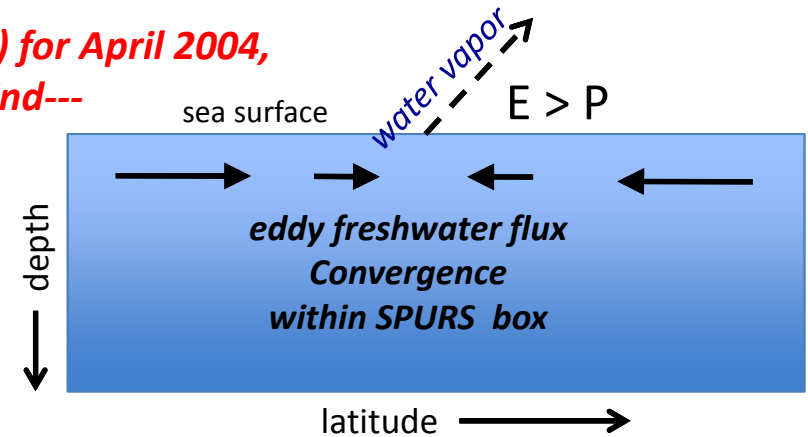 ) for April 2004,
nd---
sea surface
water vapor
E > P
depth
eddy freshwater flux
Convergence
within SPURS box
latitude